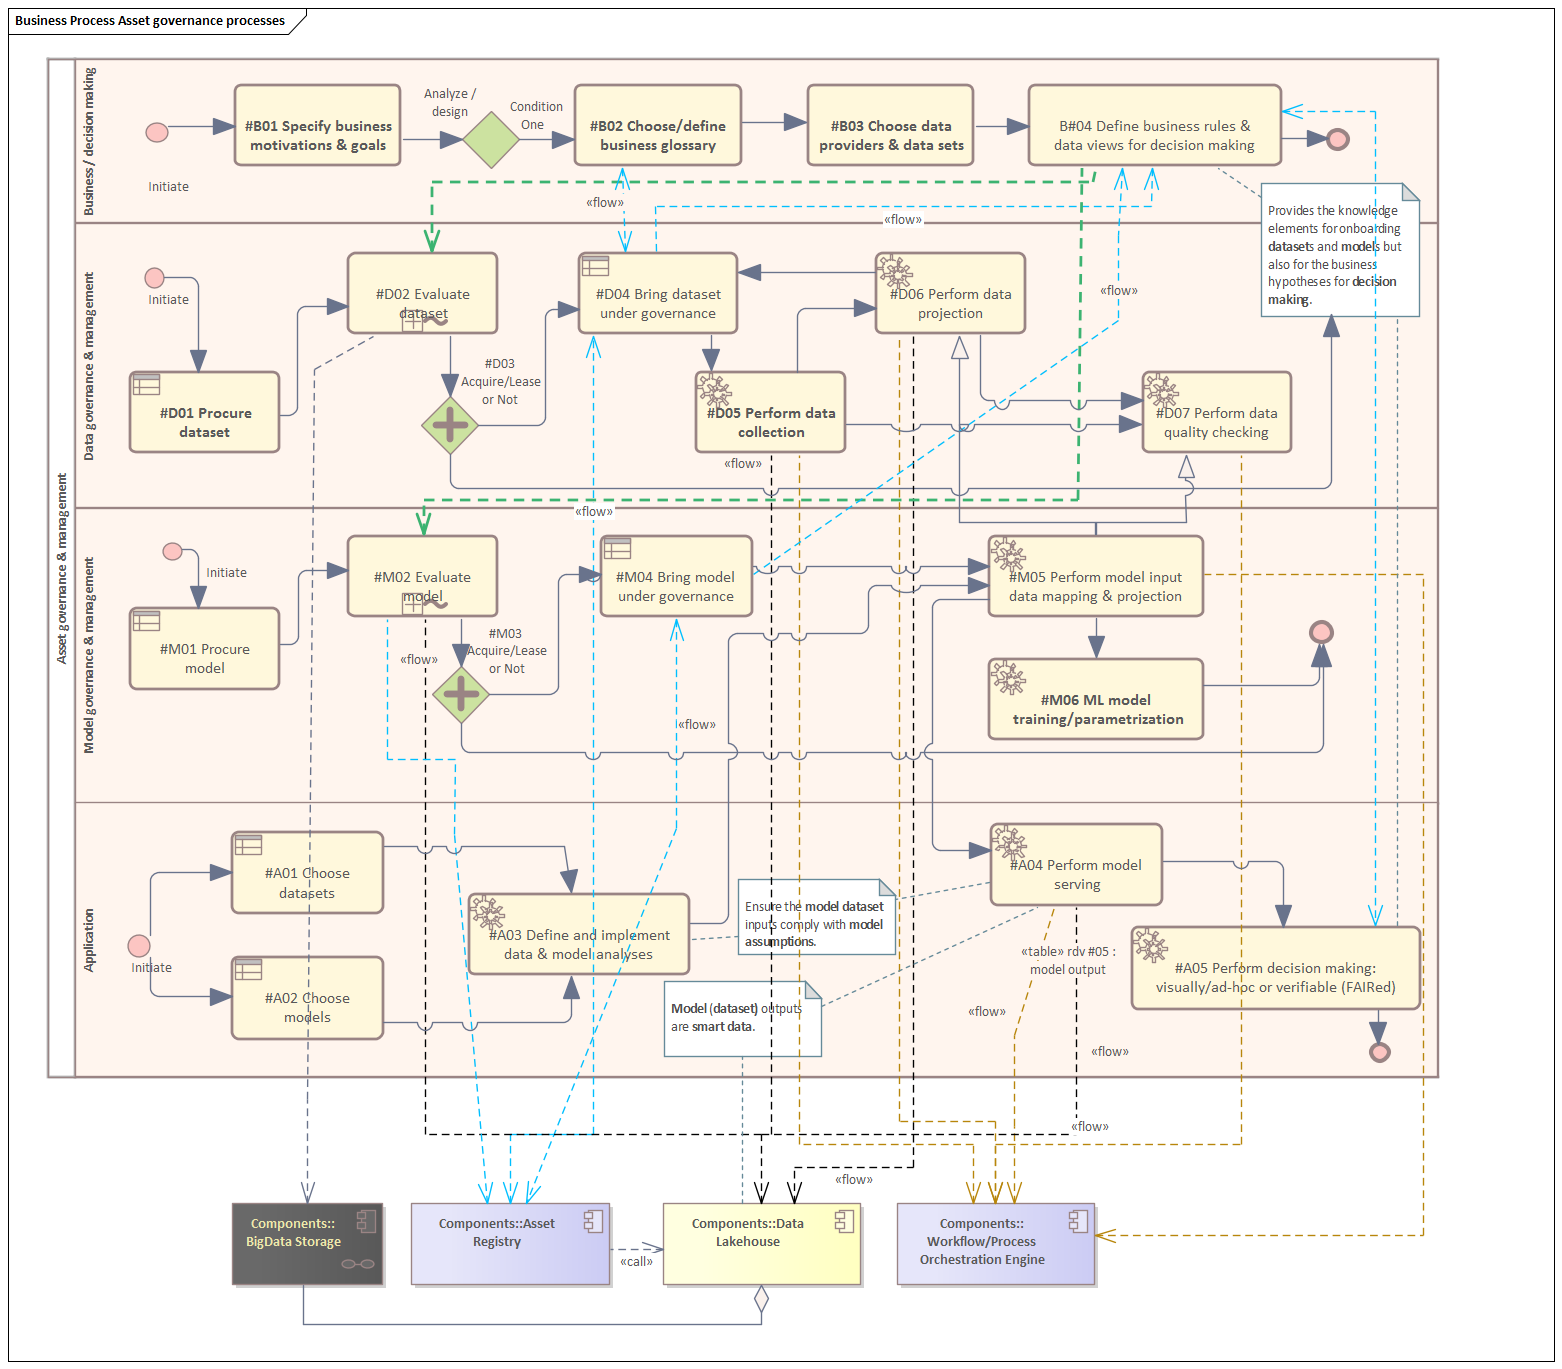 Business Process Asset governance processes
Asset governance & management
Business / decision making
Initiate
#B01 Specify business
motivations & goals
Analyze /
design
Condition
One
#B02 Choose/define
business glossary
#B03 Choose data
providers & data sets
B#04 Define business rules &
data views for decision making
«flow»
«flow»
Provides the knowledge
elements for onboarding
datasets and models but
also for the business
hypotheses for decision
making.
Data governance & management
Initiate
#D01 Procure
dataset
#D02 Evaluate
dataset
#D03
Acquire/Lease
or Not
#D04 Bring dataset
under governance
#D05 Perform data
collection
#D06 Perform data
projection
#D07 Perform data
quality checking
«flow»
«flow»
«flow»
Model governance & management
Initiate
#M01 Procure
model
#M02 Evaluate
model
«flow»
#M03
Acquire/Lease
or Not
#M04 Bring model
under governance
«flow»
#M05 Perform model input
data mapping & projection
#M06 ML model
training/parametrization
Application
Initiate
#A01 Choose
datasets
#A02 Choose
models
#A03 Define and implement
data & model analyses
Ensure the model dataset
inputs comply with model
assumptions.
Model (dataset) outputs
are smart data.
#A04 Perform model
serving
«table» rdv #05 :
model output
«flow»
«flow»
#A05 Perform decision making:
visually/ad-hoc or verifiable (FAIRed)
«flow»
«flow»
Components::
BigData Storage
Components::Asset
Registry
«call»
Components::Data
Lakehouse
Components::
Workflow/Process
Orchestration Engine